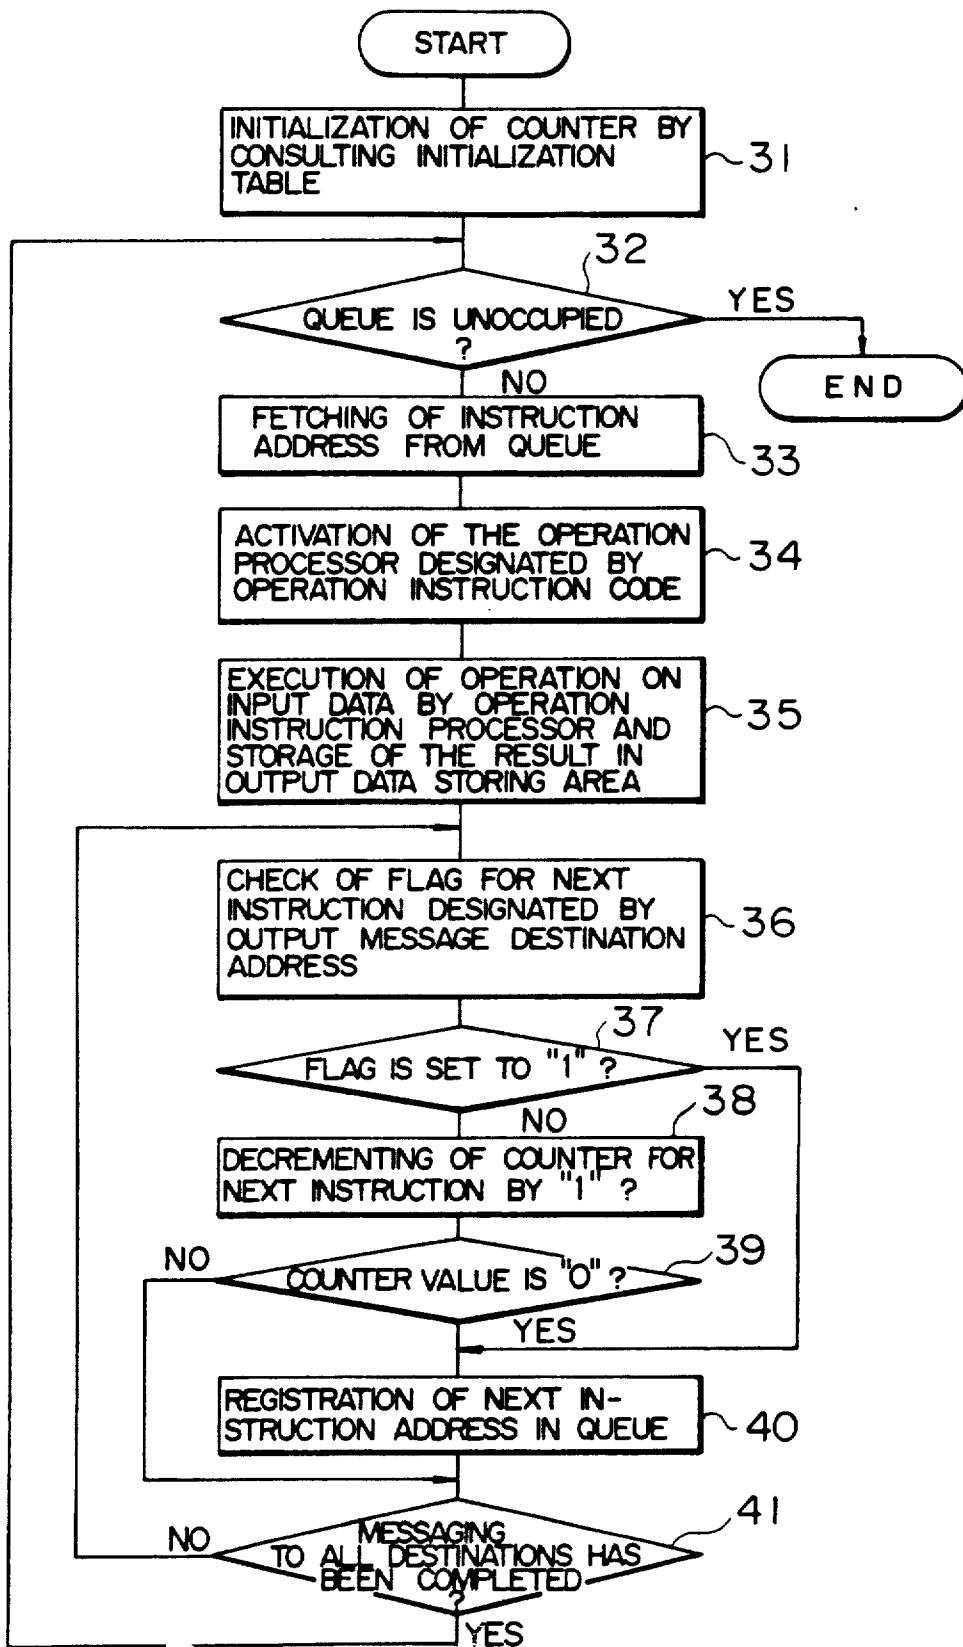 START
INITIALIZATION OF COUNTER BY
CONSULTING INITIALIZATION
TABLE
31
32
QUEUE IS UNOCCUPIED
?
YES
END
NO
FETCHING OF INSTRUCTION
ADDRESS FROM QUEUE
33
ACTIVATION OF THE OPERATION
PROCESSOR DESIGNATED BY
OPERATION INSTRUCTION CODE
34
EXECUTION OF OPERATION ON
INPUT DATA BY OPERATION
INSTRUCTION PROCESSOR AND
STORAGE OF THE RESULT IN
OUTPUT DATA STORING AREA
35
CHECK OF FLAG FOR NEXT
INSTRUCTION DESIGNATED BY
OUTPUT MESSAGE DESTINATION
ADDRESS
36
37
FLAG IS SET TO "1" ?
YES
NO
38
DECREMENTING OF COUNTER FOR
NEXT INSTRUCTION BY "1" ?
39
NO
COUNTER VALUE IS "0" ?
YES
REGISTRATION OF NEXT IN-
STRUCTION ADDRESS IN QUEUE
40
41
NO
MESSAGING
TO ALL DESTINATIONS HAS
BEEN COMPLETED
?
YES